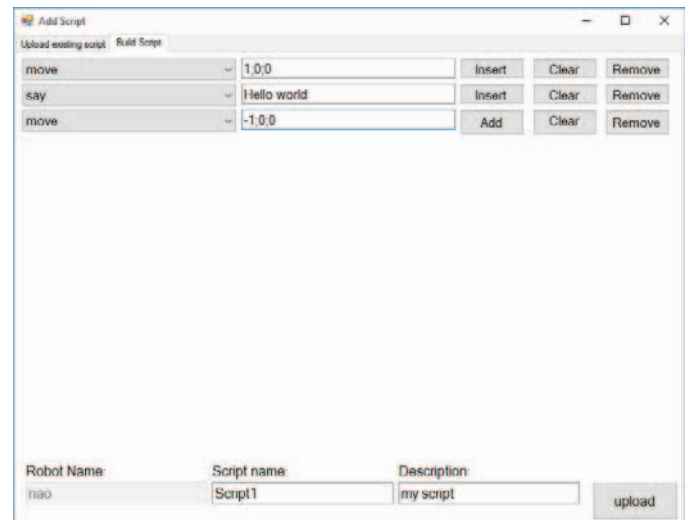 Add Script
Upload existing script Build Script
move 1;0;0 Insert Clear Remove
say Hello world Insert Clear Remove
move -1;0;0 Add Clear Remove
Robot Name: Script name: Description:
nao Script1 my script upload